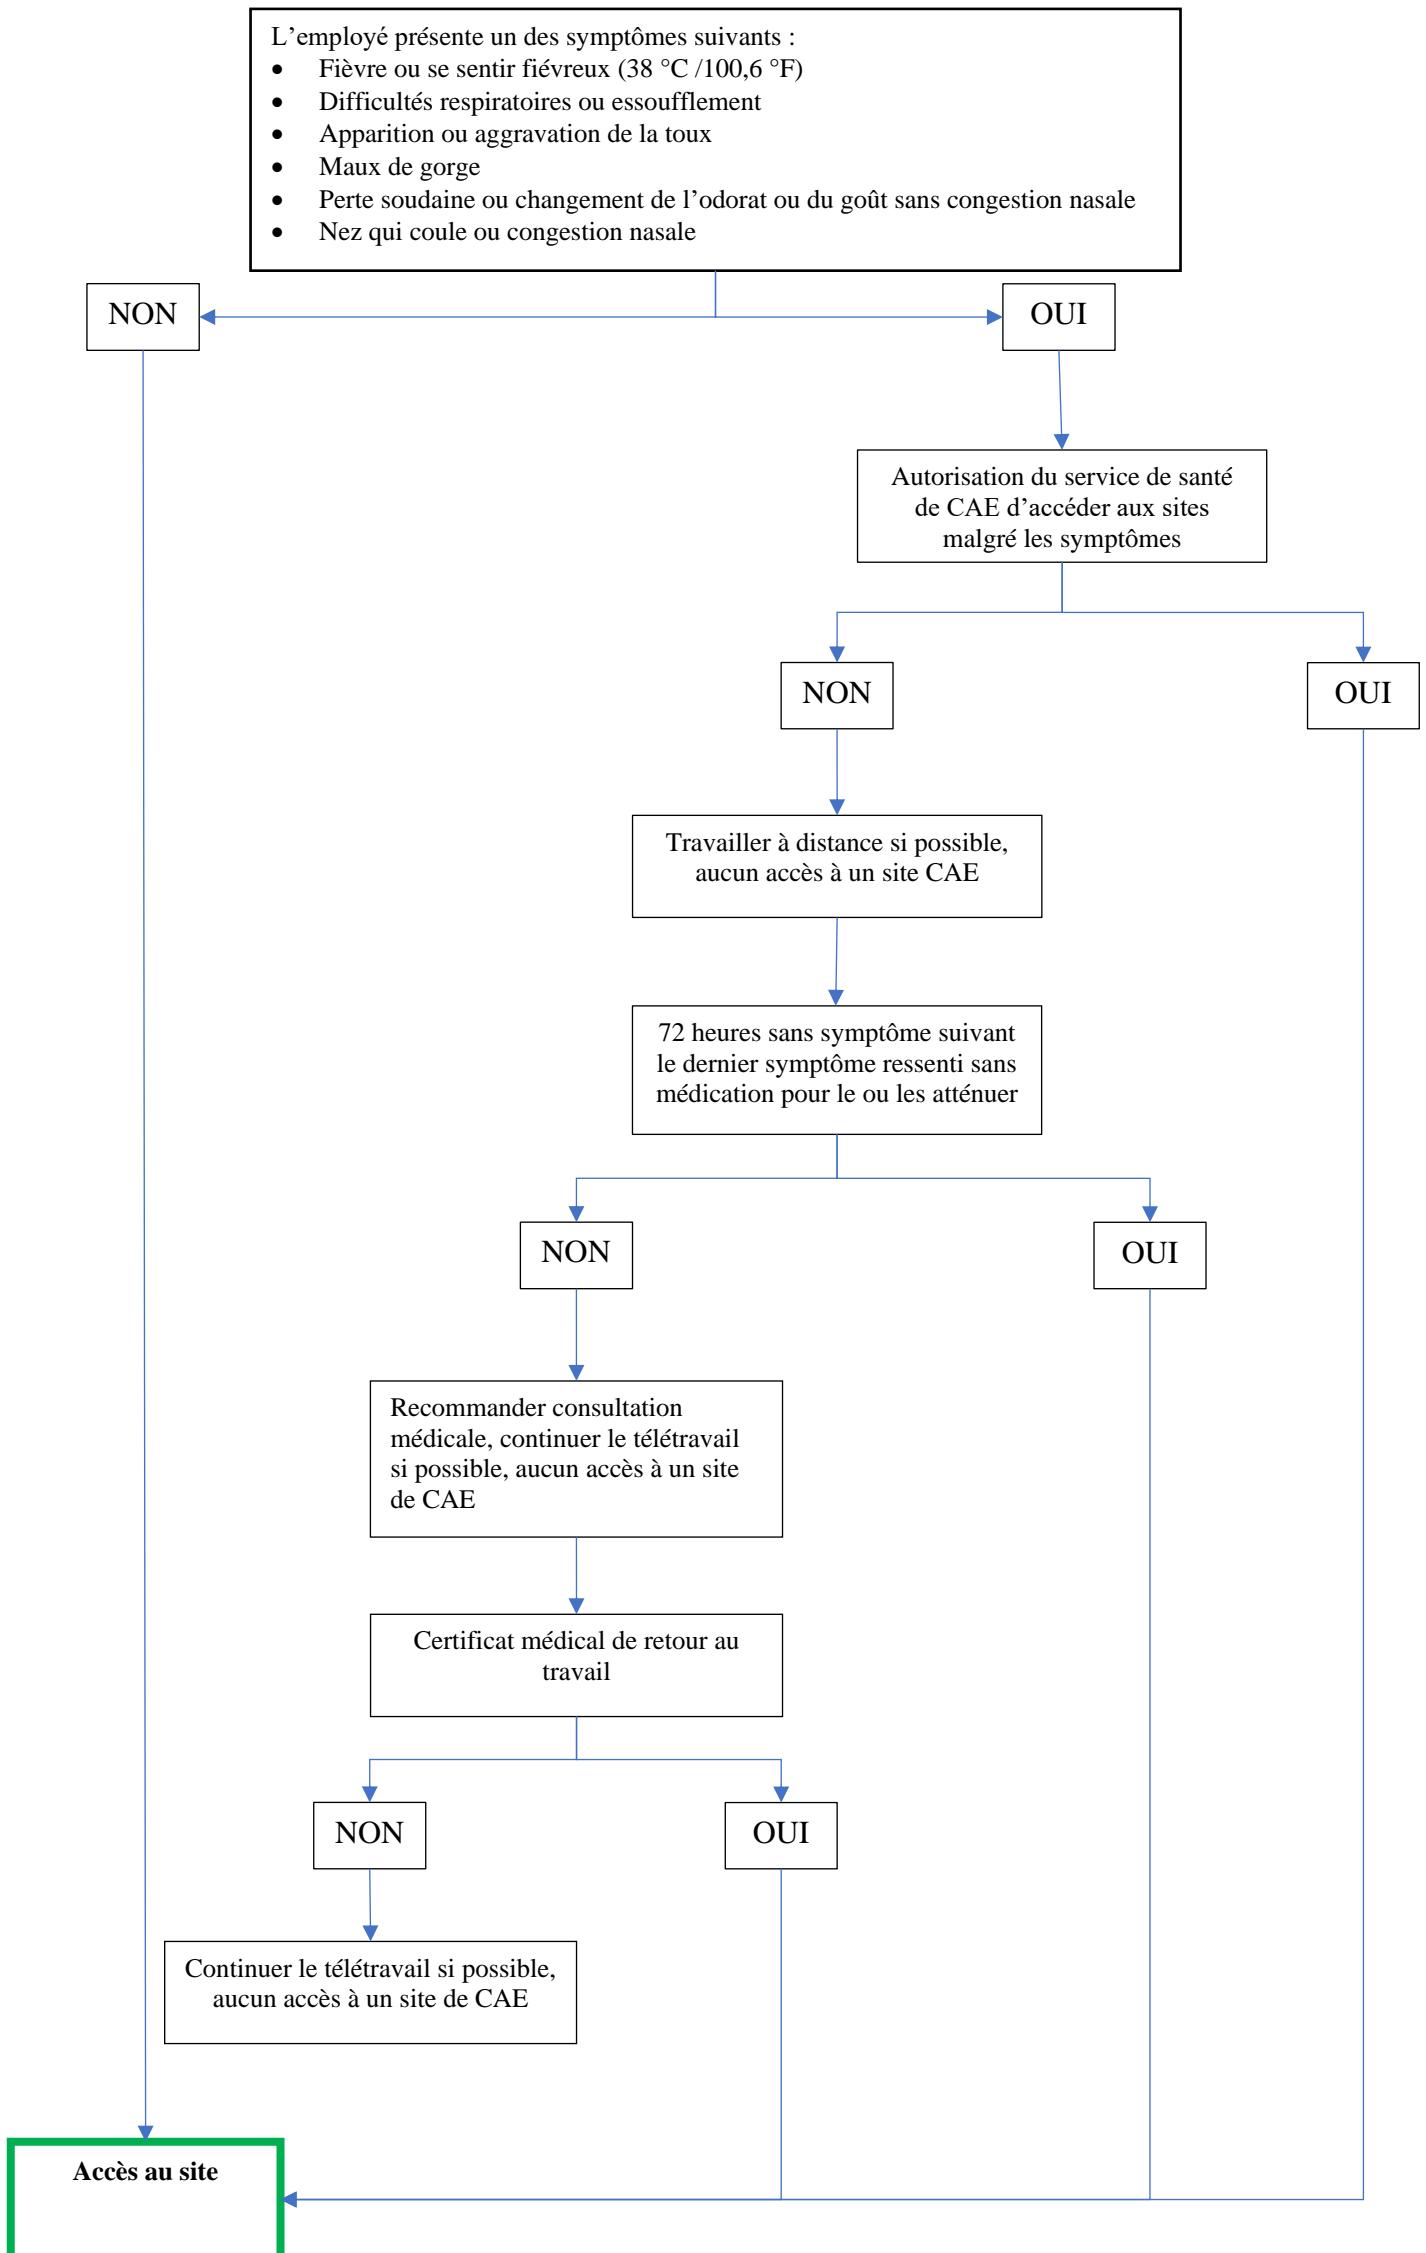 L’employé présente un des symptômes suivants :
• Fièvre ou se sentir fiévreux (38 °C /100,6 °F)
• Difficultés respiratoires ou essoufflement
• Apparition ou aggravation de la toux
• Maux de gorge
• Perte soudaine ou changement de l’odorat ou du goût sans congestion nasale
• Nez qui coule ou congestion nasale
NON
OUI
Autorisation du service de santé
de CAE d’accéder aux sites
malgré les symptômes
NON
OUI
Travailler à distance si possible,
aucun accès à un site CAE
72 heures sans symptôme suivant
le dernier symptôme ressenti sans
médication pour le ou les atténuer
NON
OUI
Recommander consultation
médicale, continuer le télétravail
si possible, aucun accès à un site
de CAE
Certificat médical de retour au
travail
NON
OUI
Continuer le télétravail si possible,
aucun accès à un site de CAE
Accès au site